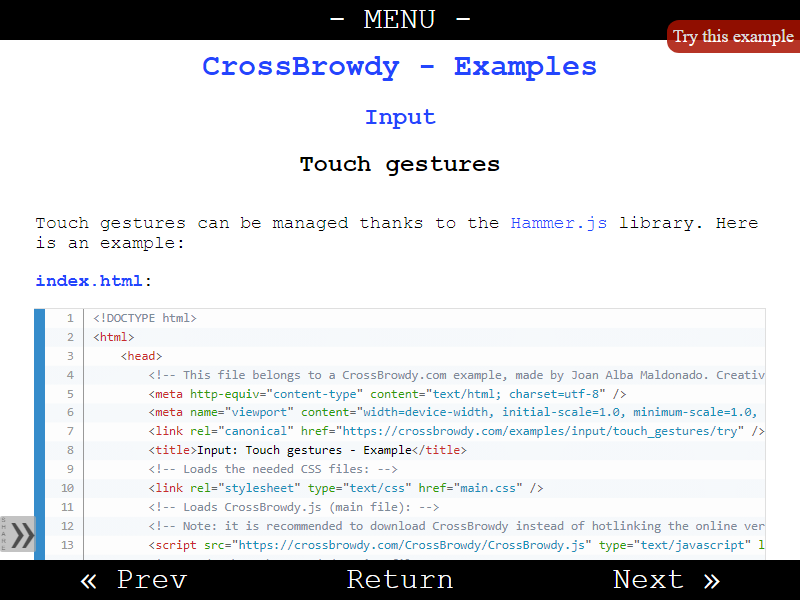 - MENU -
Try this example
CrossBrowdy - Examples
Input
Touch gestures
Touch gestures can be managed thanks to the Hammer.js library. Here
is an example:
index.html:
1 <!DOCTYPE html>
2 <html>
3 <head>
4 <!-- This file belongs to a CrossBrowdy.com example, made by Joan Alba Maldonado. Creativ
5 <meta http-equiv="content-type" content="text/html; charset=utf-8" />
6 <meta name="viewport" content="width=device-width, initial-scale=1.0, minimum-scale=1.0,
7 <link rel="canonical" href="https://crossbrowdy.com/examples/input/touch_gestures/try" />
8 <title>Input: Touch gestures - Example</title>
9 <!-- Loads the needed CSS files: -->
10 <link rel="stylesheet" type="text/css" href="main.css" />
11 <!-- Loads CrossBrowdy.js (main file): -->
12 <!-- Note: it is recommended to download CrossBrowdy instead of hotlinking the online ver
13 <script src="https://crossbrowdy.com/CrossBrowdy/CrossBrowdy.js" type="text/javascript" l
SHARE »
« Prev
Return
Next »